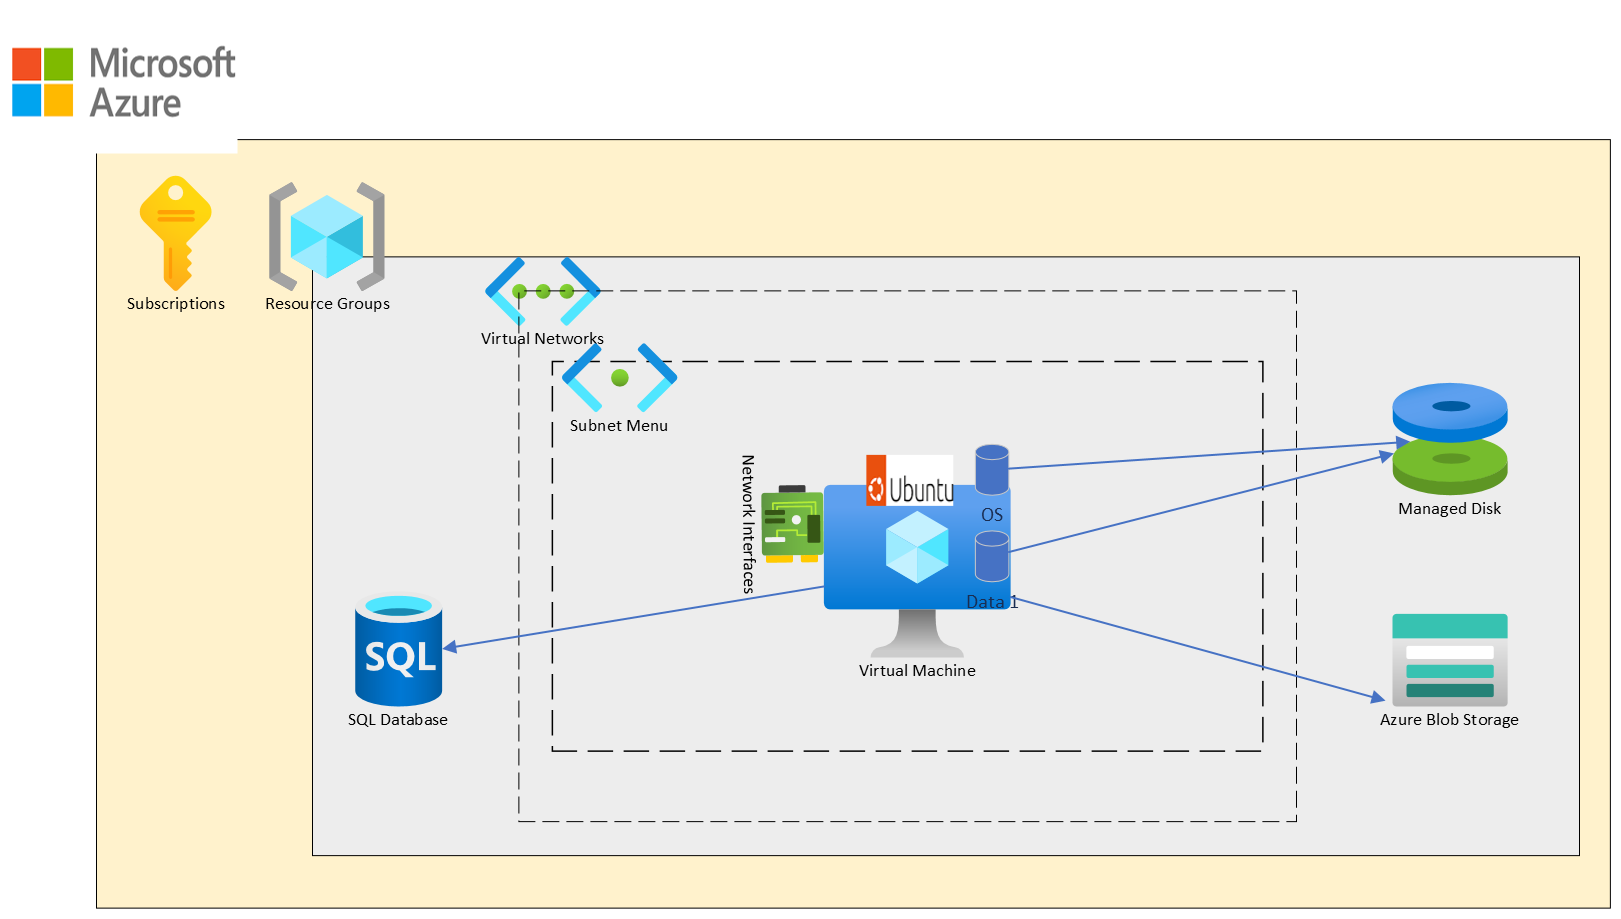 Microsoft
Azure
Subscriptions
Resource Groups
Virtual Networks
Subnet Menu
Network Interfaces
Ubuntu
OS
Data 1
Virtual Machine
Managed Disk
SQL
SQL Database
Azure Blob Storage